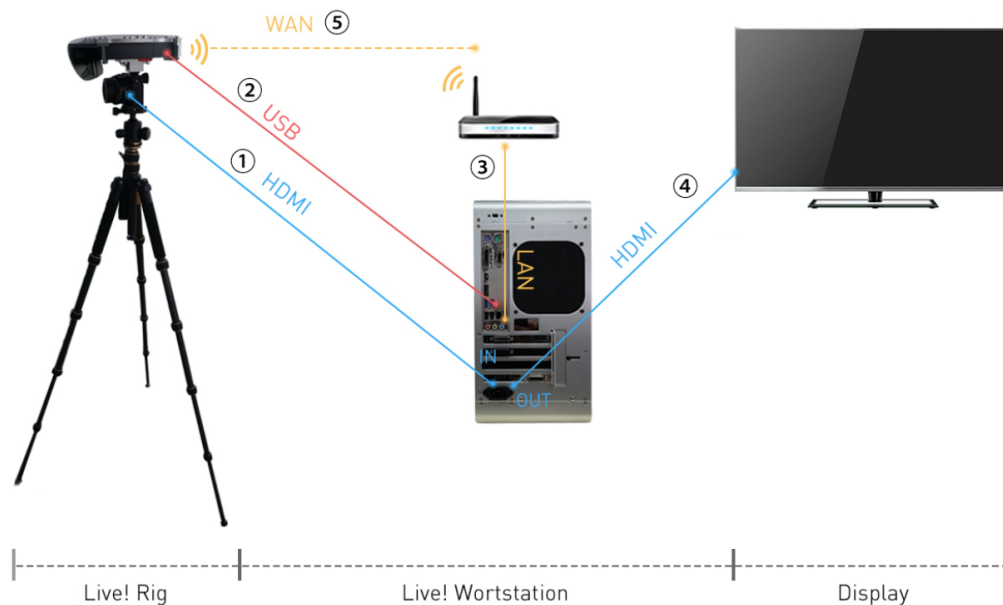 WAN ⑤
② USB
① HDMI
③
④
HDMI
LAN
IN
OUT
Live! Rig
Live! Wortstation
Display